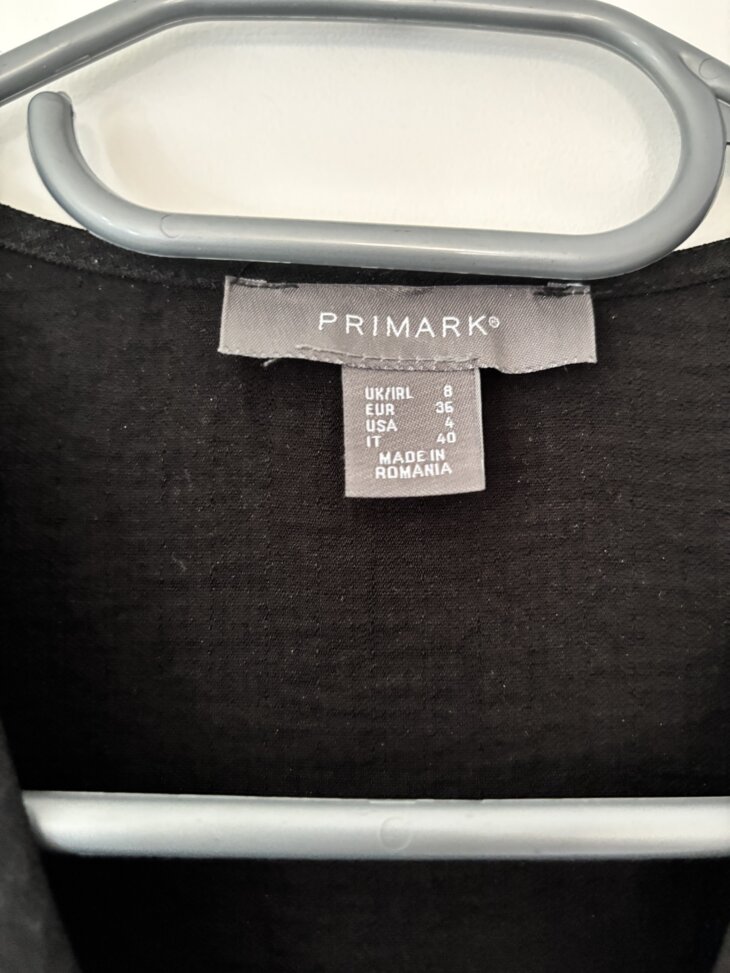 PRIMARK®
UK/IRL 8
EUR 36
USA 4
IT 40
MADE IN
ROMANIA